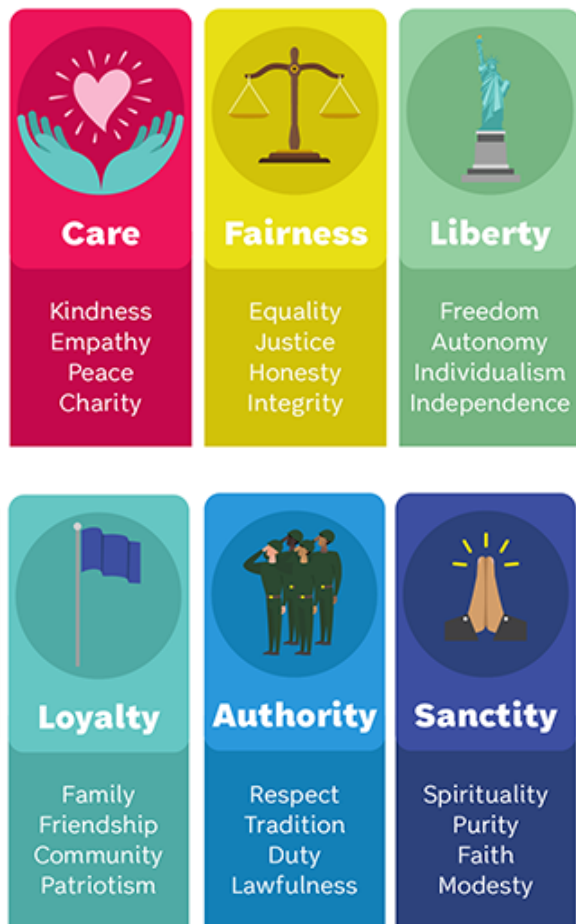 Care
Kindness
Empathy
Peace
Charity
Fairness
Equality
Justice
Honesty
Integrity
Liberty
Freedom
Autonomy
Individualism
Independence
Loyalty
Family
Friendship
Community
Patriotism
Authority
Respect
Tradition
Duty
Lawfulness
Sanctity
Spirituality
Purity
Faith
Modesty